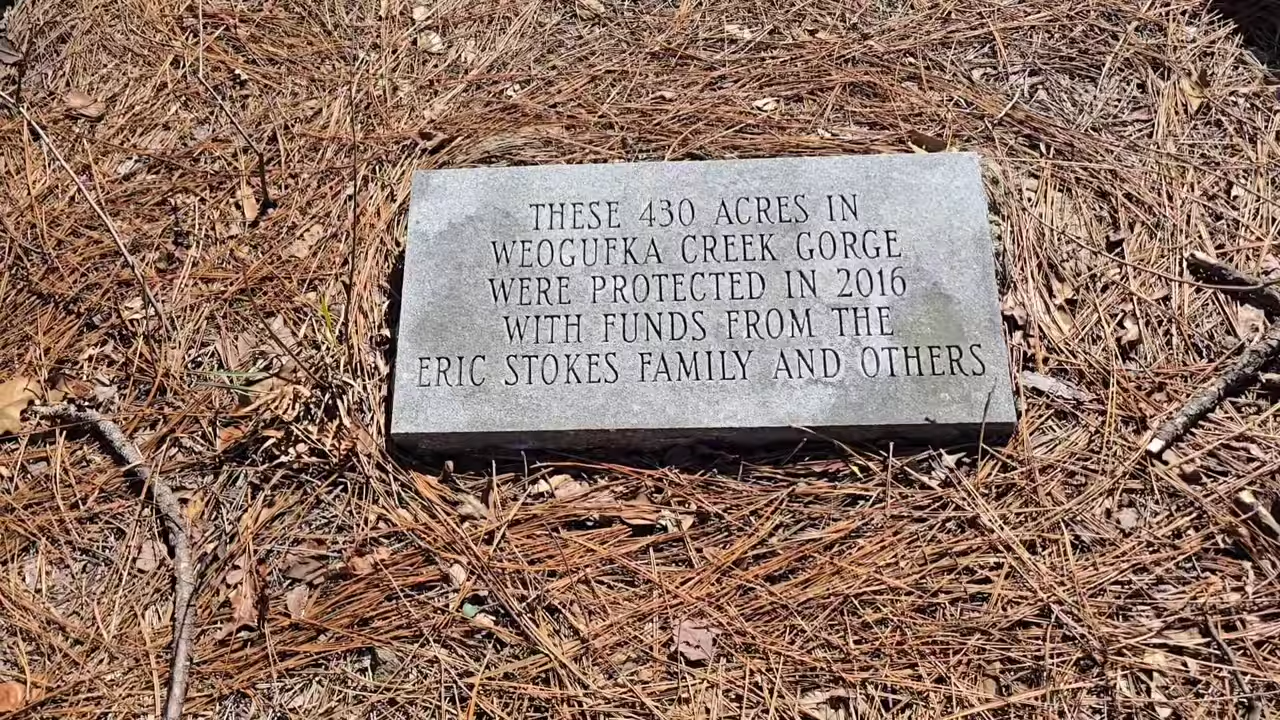 THESE 430 ACRES IN
WEOGUFKA CREEK GORGE
WERE PROTECTED IN 2016
WITH FUNDS FROM THE
ERIC STOKES FAMILY AND OTHERS